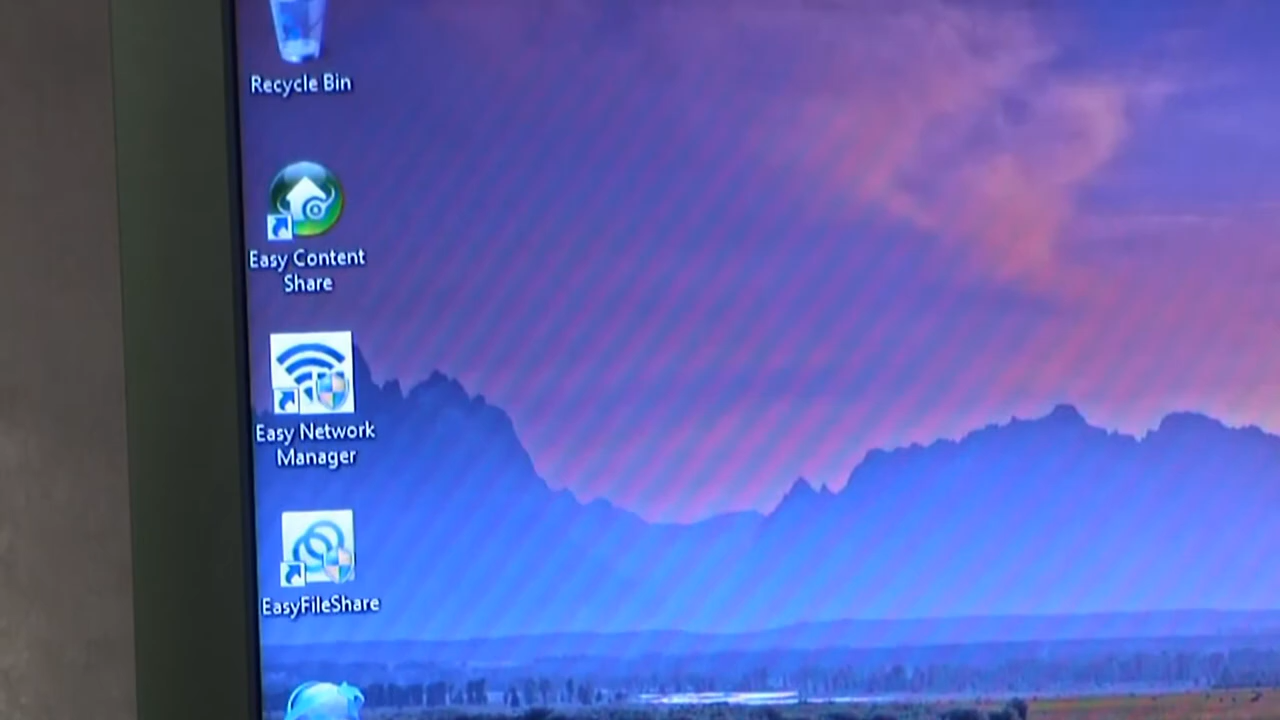 Recycle Bin
Easy Content
Share
Easy Network
Manager
EasyFileShare